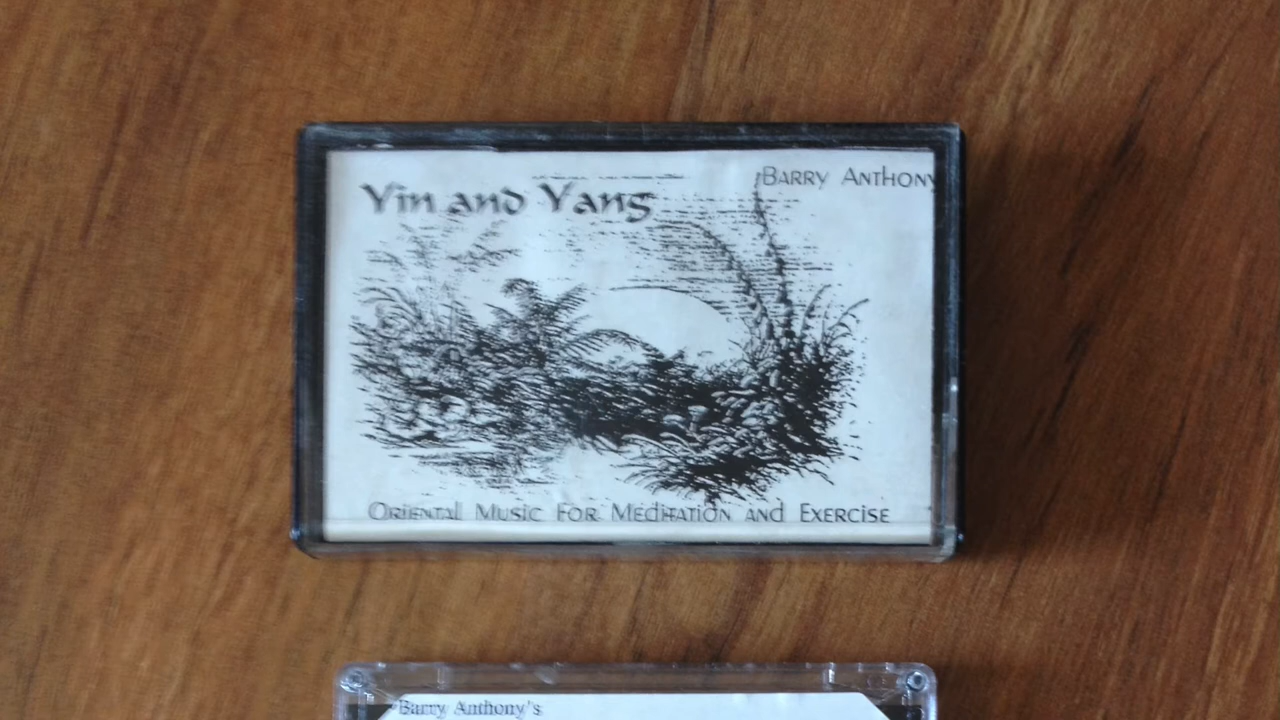 Barry Anthony
Yin and Yang
Oriental Music For Meditation and Exercise
Barry Anthony's